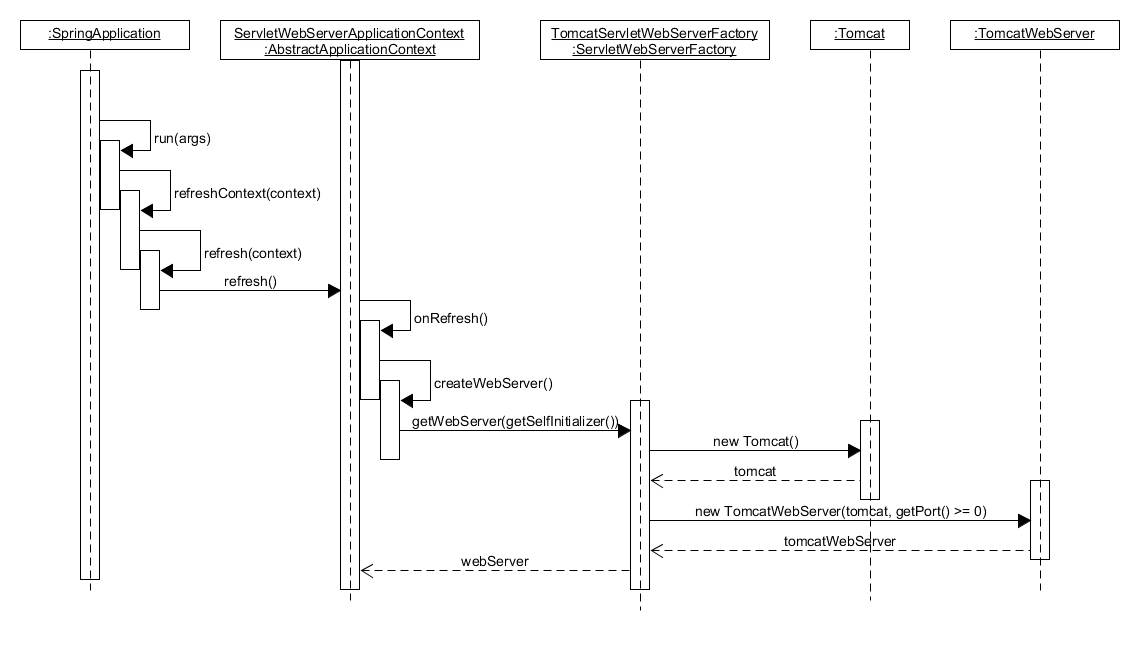 :SpringApplication
ServletWebServerApplicationContext
:AbstractApplicationContext
TomcatServletWebServerFactory
:ServletWebServerFactory
:Tomcat
:TomcatWebServer
run(args)
refreshContext(context)
refresh(context)
refresh()
onRefresh()
createWebServer()
getWebServer(getSelfInitializer())
new Tomcat()
tomcat
new TomcatWebServer(tomcat, getPort() >= 0)
tomcatWebServer
webServer